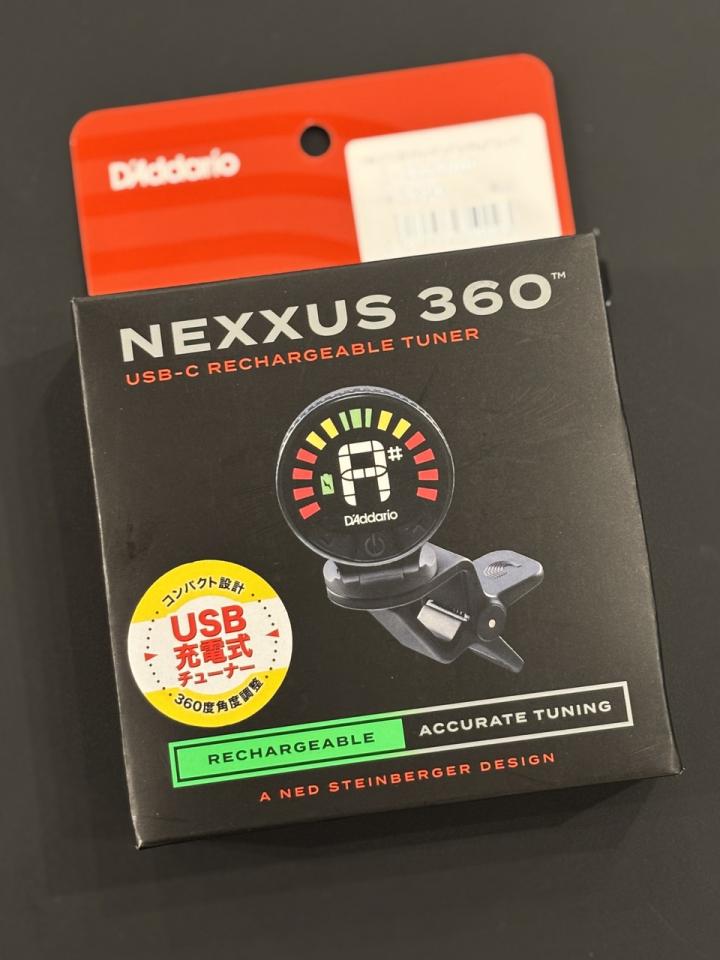 D'Addario
NEXXUS 360™
USB-C RECHARGEABLE TUNER
A#
D'Addario
コンパクト設計
USB
充電式
チューナー
360度角度調整
RECHARGEABLE
ACCURATE TUNING
A NED STEINBERGER DESIGN